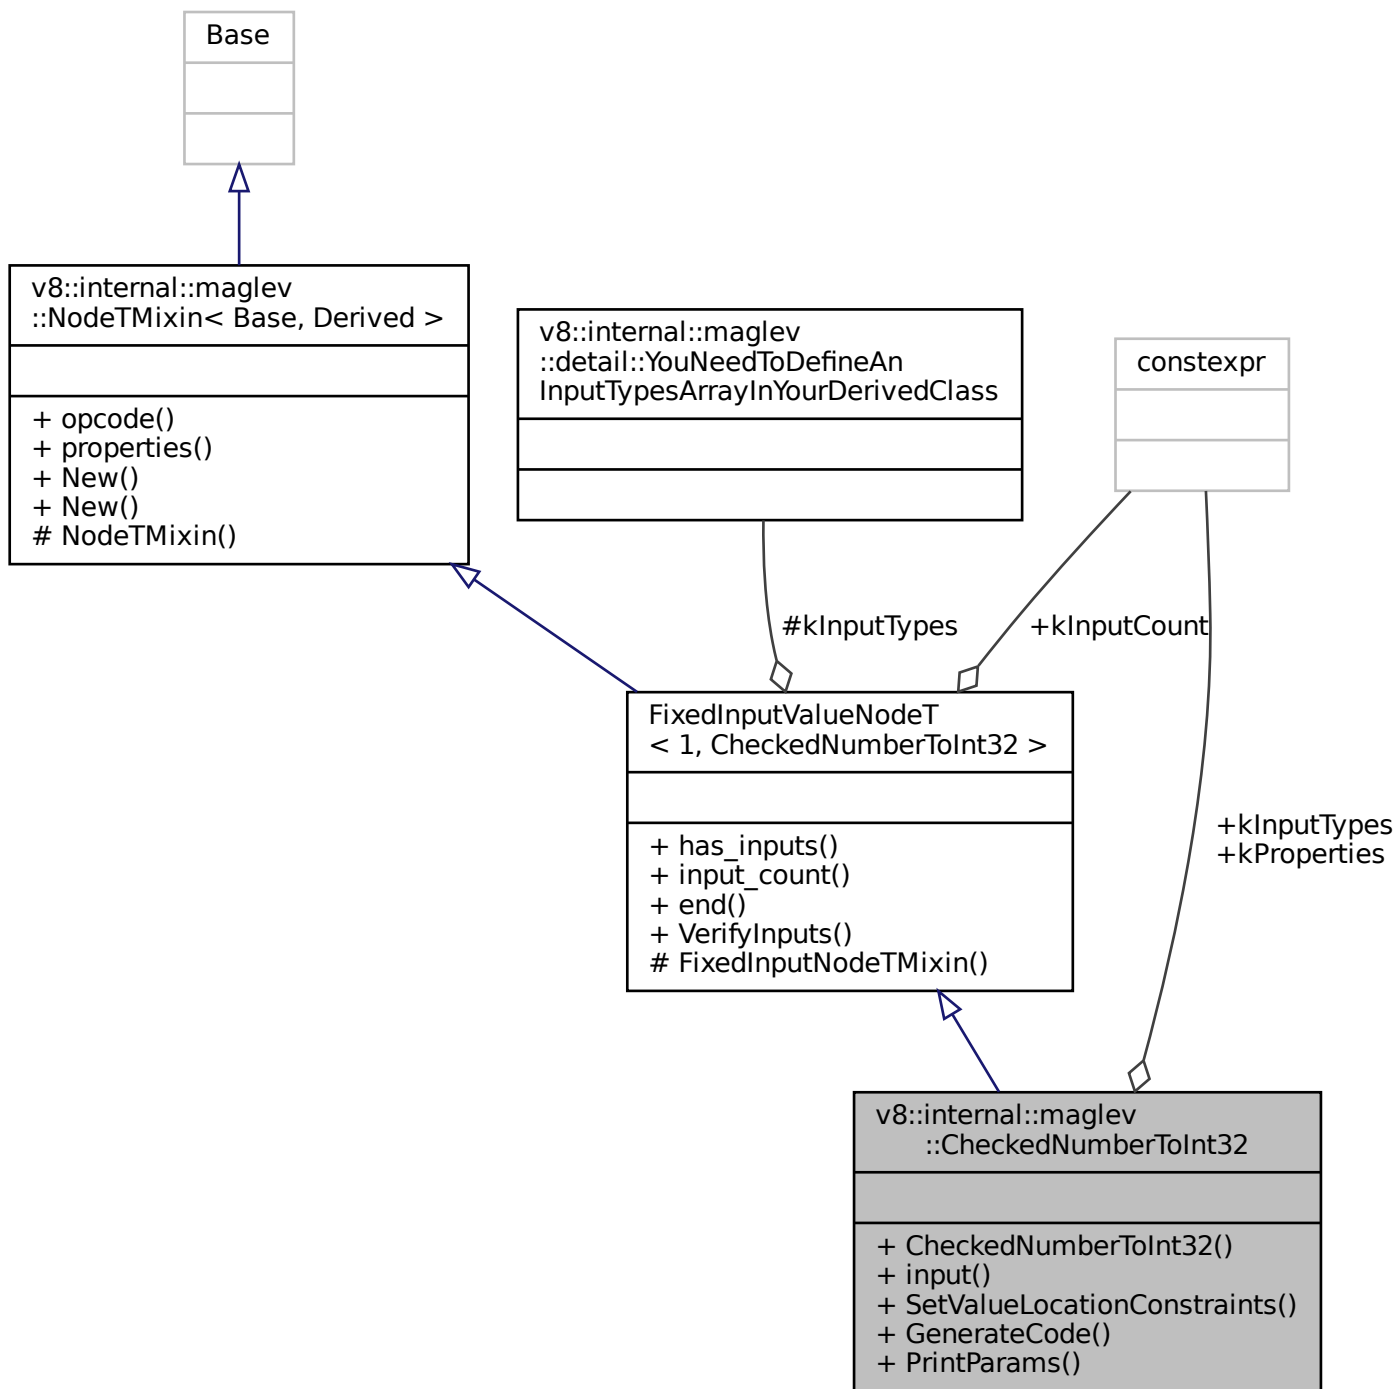 Base
v8::internal::maglev
::NodeTMixin< Base, Derived >
+ opcode()
+ properties()
+ New()
+ New()
# NodeTMixin()
v8::internal::maglev
::detail::YouNeedToDefineAn
InputTypesArrayInYourDerivedClass
constexpr
#kInputTypes
+kInputCount
FixedInputValueNodeT
< 1, CheckedNumberToInt32 >
+ has_inputs()
+ input_count()
+ end()
+ VerifyInputs()
# FixedInputNodeTMixin()
+kInputTypes
+kProperties
v8::internal::maglev
::CheckedNumberToInt32
+ CheckedNumberToInt32()
+ input()
+ SetValueLocationConstraints()
+ GenerateCode()
+ PrintParams()